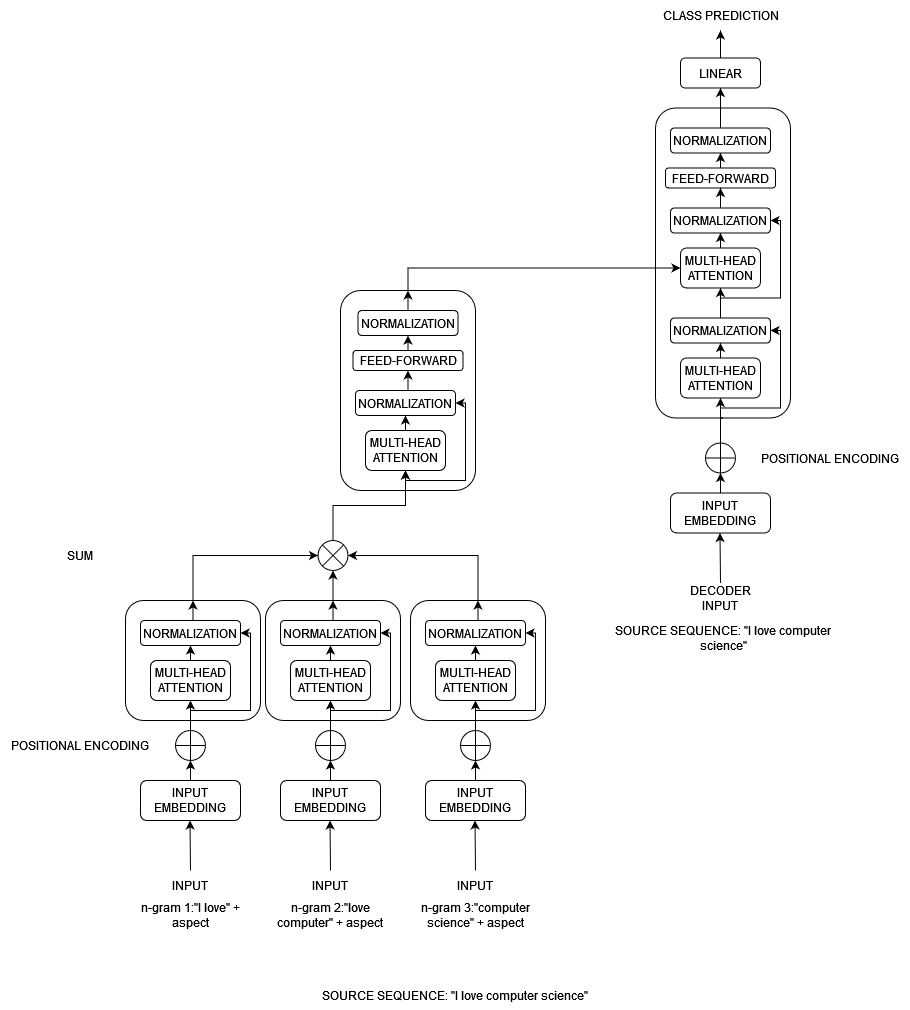 CLASS PREDICTION
LINEAR
NORMALIZATION
FEED-FORWARD
NORMALIZATION
MULTI-HEAD
ATTENTION
NORMALIZATION
MULTI-HEAD
ATTENTION
POSITIONAL ENCODING
INPUT
EMBEDDING
DECODER
INPUT
SOURCE SEQUENCE: "I love computer
science"
NORMALIZATION
FEED-FORWARD
NORMALIZATION
MULTI-HEAD
ATTENTION
SUM
NORMALIZATION
MULTI-HEAD
ATTENTION
NORMALIZATION
MULTI-HEAD
ATTENTION
NORMALIZATION
MULTI-HEAD
ATTENTION
POSITIONAL ENCODING
INPUT
EMBEDDING
INPUT
EMBEDDING
INPUT
EMBEDDING
INPUT
n-gram 1:"I love" +
aspect
INPUT
n-gram 2:"love
computer" + aspect
INPUT
n-gram 3:"computer
science" + aspect
SOURCE SEQUENCE: "I love computer science"